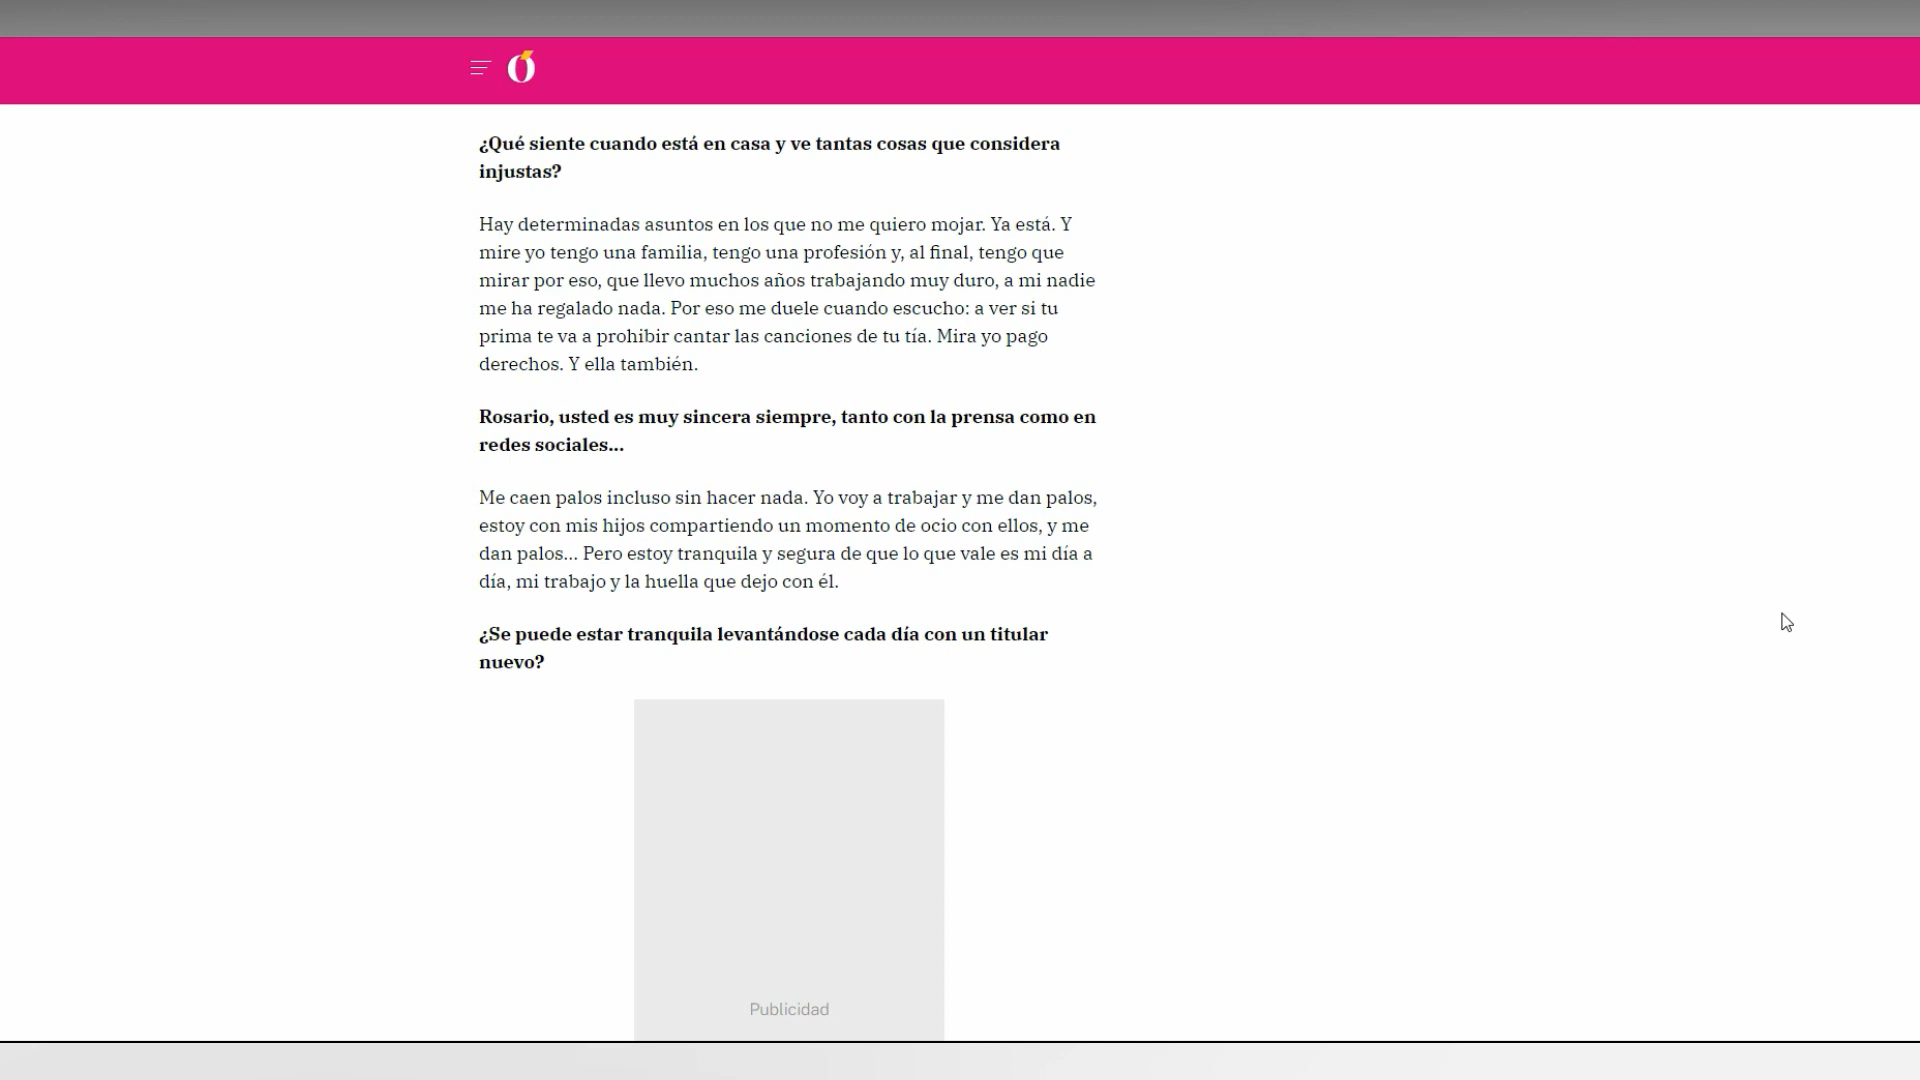 Ó
¿Qué siente cuando está en casa y ve tantas cosas que considera
injustas?
Hay determinadas asuntos en los que no me quiero mojar. Ya está. Y
mire yo tengo una familia, tengo una profesión y, al final, tengo que
mirar por eso, que llevo muchos años trabajando muy duro, a mi nadie
me ha regalado nada. Por eso me duele cuando escucho: a ver si tu
prima te va a prohibir cantar las canciones de tu tía. Mira yo pago
derechos. Y ella también.
Rosario, usted es muy sincera siempre, tanto con la prensa como en
redes sociales...
Me caen palos incluso sin hacer nada. Yo voy a trabajar y me dan palos,
estoy con mis hijos compartiendo un momento de ocio con ellos, y me
dan palos... Pero estoy tranquila y segura de que lo que vale es mi día a
día, mi trabajo y la huella que dejo con él.
¿Se puede estar tranquila levantándose cada día con un titular
nuevo?
Publicidad